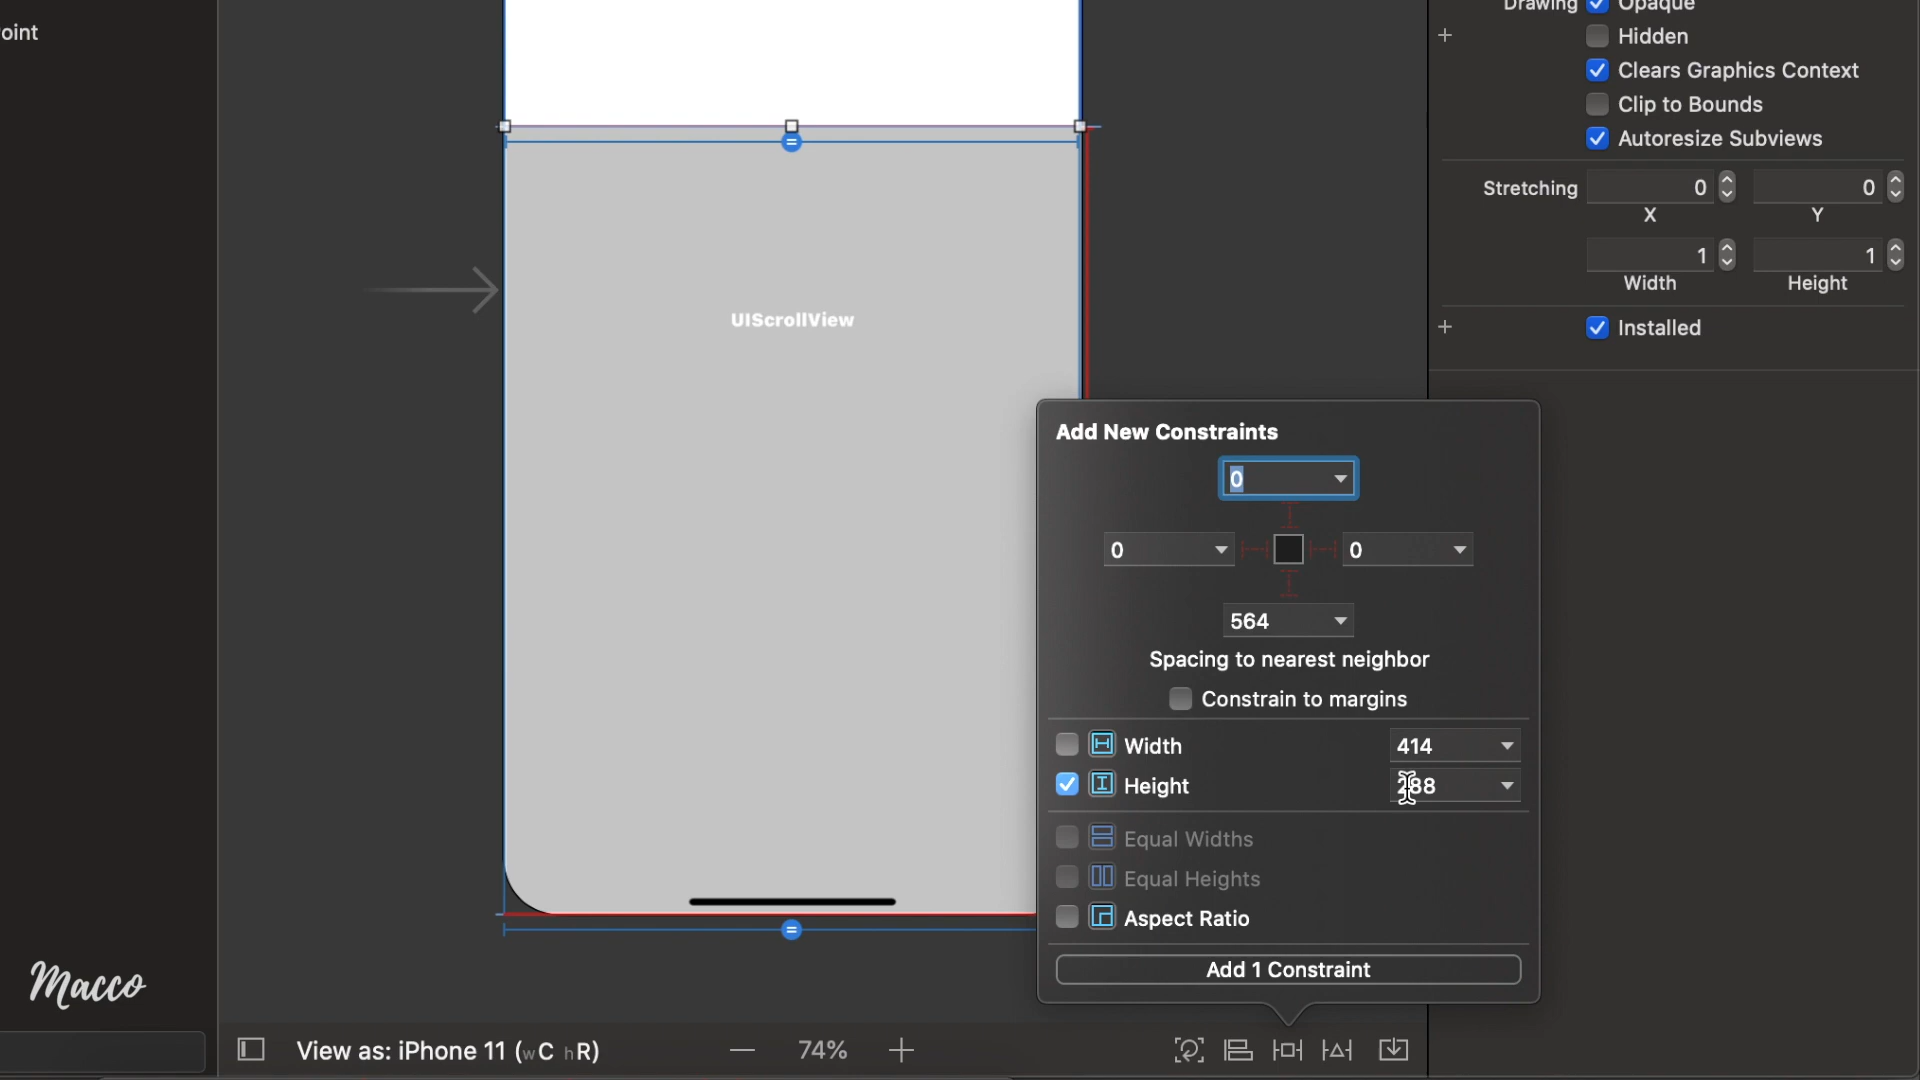 oint
Drawing
Opaque
Hidden
Clears Graphics Context
Clip to Bounds
Autoresize Subviews
Stretching 0 0
X Y
1 1
Width Height
Installed
UIScrollView
Add New Constraints
0
0 0
564
Spacing to nearest neighbor
Constrain to margins
Width 414
Height 288
Equal Widths
Equal Heights
Aspect Ratio
Add 1 Constraint
Macco
View as: iPhone 11 (wC hR) 74%